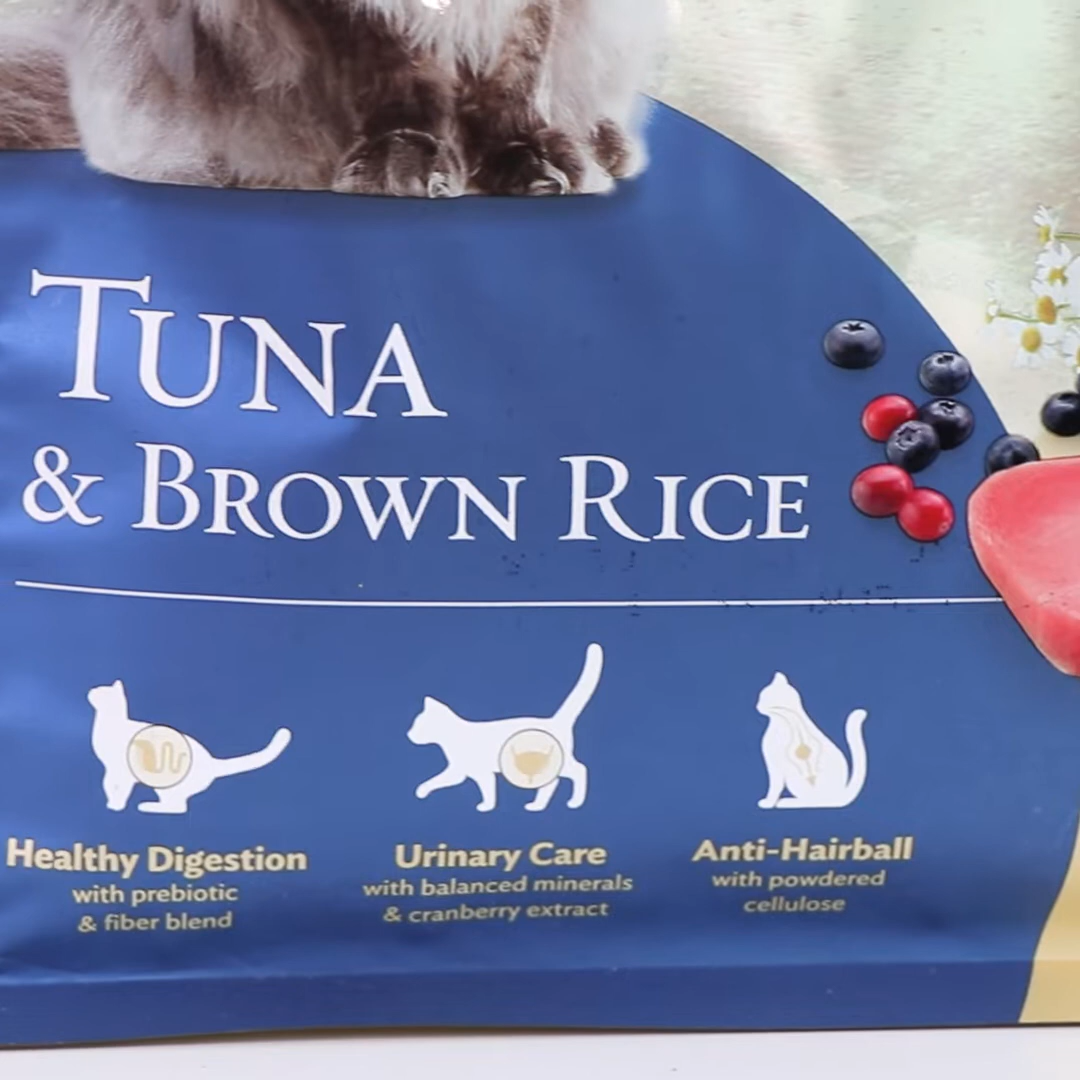 TUNA
& BROWN RICE
Healthy Digestion
with prebiotic
& fiber blend
Urinary Care
with balanced minerals
& cranberry extract
Anti-Hairball
with powdered
cellulose